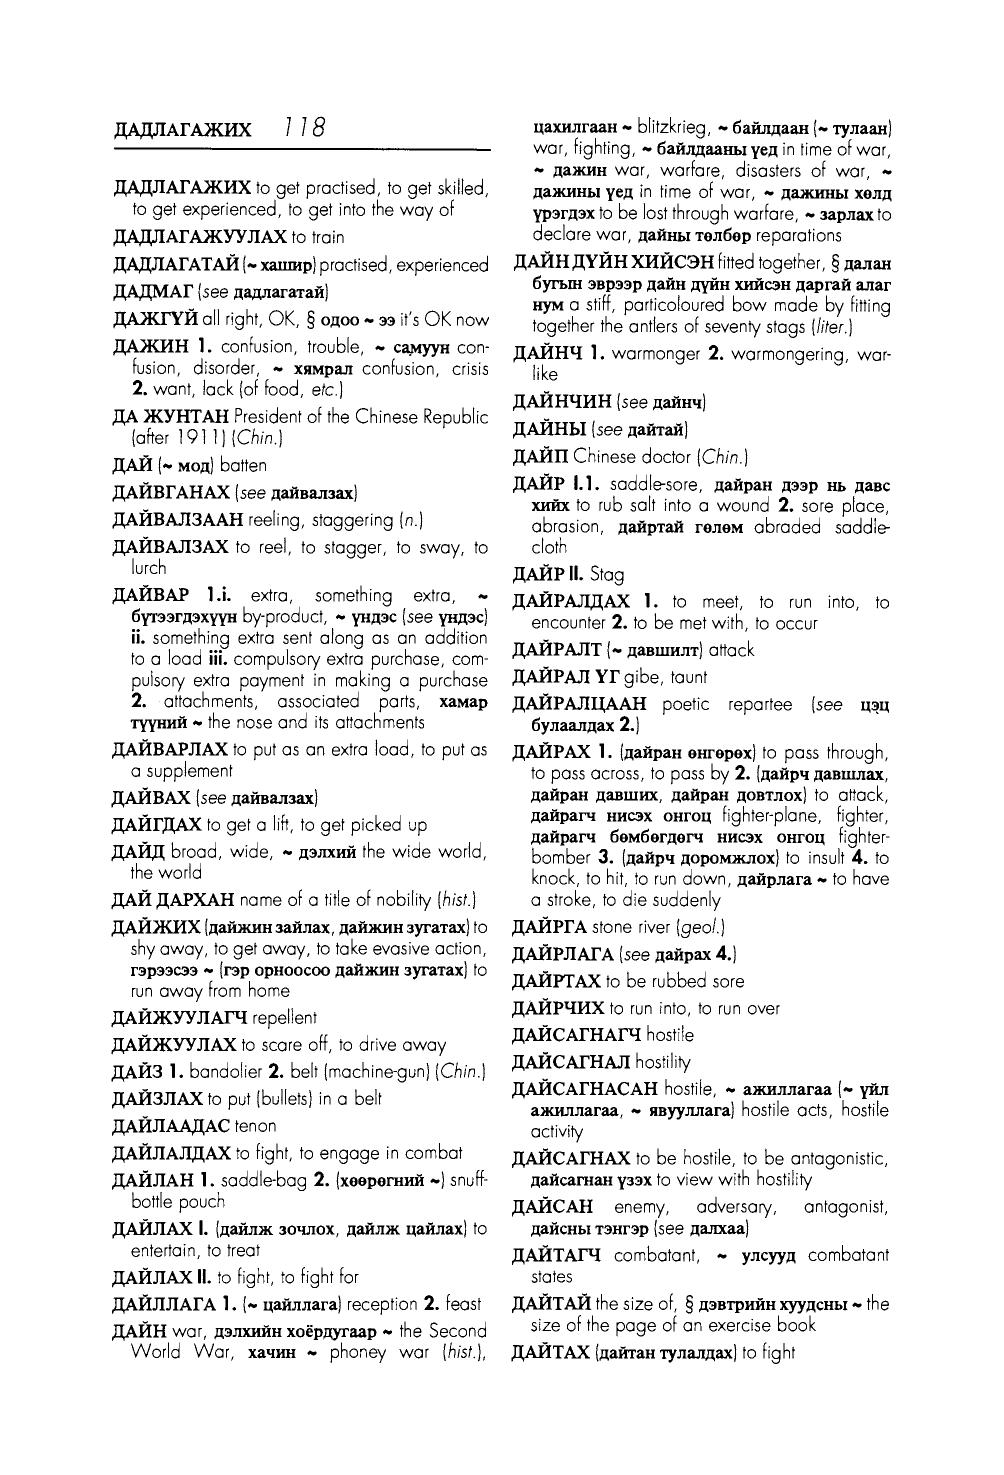 ДАДЛАГАЖИХ 118
ДАДЛАГАЖИХ to get practised, to get skilled,
to get experienced, to get into the way of
ДАДЛАГАЖУУЛАХ to train
ДАДЛАГАТАЙ (~ хашир) practised, experienced
ДАДМАГ (see дадлагатай)
ДАЖГҮЙ all right, OK, § одоо ~ ээ it's OK now
ДАЖИН 1. confusion, trouble, ~ самуун con-
fusion, disorder, ~ хямрал confusion, crisis
2. want, lack (of food, etc.)
ДА ЖУНТАН President of the Chinese Republic
(after 1911) (Chin.)
ДАЙ (~ мод) batten
ДАЙВГАНАХ (see дайвалзах)
ДАЙВАЛЗААН reeling, staggering (n.)
ДАЙВАЛЗАХ to reel, to stagger, to sway, to
lurch
ДАЙВАР 1.i. extra, something extra, ~
бүтээгдэхүүн by-product, ~ үндэс (see үндэс)
ii. something extra sent along as an addition
to a load iii. compulsory extra purchase, com-
pulsory extra payment in making a purchase
2. attachments, associated parts, хамар
түүний ~ the nose and its attachments
ДАЙВАРЛАХ to put as an extra load, to put as
a supplement
ДАЙВАХ (see дайвалзах)
ДАЙГДАХ to get a lift, to get picked up
ДАЙД broad, wide, ~ дэлхий the wide world,
the world
ДАЙ ДАРХАН name of a title of nobility (hist.)
ДАЙЖИХ (дайжин зайлах, дайжин зугатах) to
shy away, to get away, to take evasive action,
гэрээсээ ~ (гэр орноосоо дайжин зугатах) to
run away from home
ДАЙЖУУЛАГЧ repellent
ДАЙЖУУЛАХ to scare off, to drive away
ДАЙЗ 1. bandolier 2. belt (machine-gun) (Chin.)
ДАЙЗЛАХ to put (bullets) in a belt
ДАЙЛААДАС tenon
ДАЙЛАЛДАХ to fight, to engage in combat
ДАЙЛАН 1. saddle-bag 2. (хөөрөгний ~) snuff-
bottle pouch
ДАЙЛАХ I. (дайлж зочлох, дайлж цайлах) to
entertain, to treat
ДАЙЛАХ II. to fight, to fight for
ДАЙЛЛАГА 1. (~ цайллага) reception 2. feast
ДАЙН war, дэлхийн хоёрдугаар ~ the Second
World War, хачин ~ phoney war (hist.),
цахилгаан ~ blitzkrieg, ~ байлдаан (~ тулаан)
war, fighting, ~ байлдааны үед in time of war,
~ дажин war, warfare, disasters of war, ~
дажины үед in time of war, ~ дажины хөлд
үрэгдэх to be lost through warfare, ~ зарлах to
declare war, дайны төлбөр reparations
ДАЙН ДҮЙН ХИЙСЭН fitted together, § далан
бугын эврээр дайн дүйн хийсэн даргай алаг
нум a stiff, particoloured bow made by fitting
together the antlers of seventy stags (liter.)
ДАЙНЧ 1. warmonger 2. warmongering, war-
like
ДАЙНЧИН (see дайнч)
ДАЙНЫ (see дайтай)
ДАЙП Chinese doctor (Chin.)
ДАЙР I.1. saddle-sore, дайран дээр нь давс
хийх to rub salt into a wound 2. sore place,
abrasion, дайртай гөлөм abraded saddle-
cloth
ДАЙР II. Stag
ДАЙРАЛДАХ 1. to meet, to run into, to
encounter 2. to be met with, to occur
ДАЙРАЛТ (~ давшилт) attack
ДАЙРАЛ ҮГ gibe, taunt
ДАЙРАЛЦААН poetic repartee (see цэц
булаалдах 2.)
ДАЙРАХ 1. (дайран өнгөрөх) to pass through,
to pass across, to pass by 2. (дайрч давшлах,
дайран давших, дайран довтлох) to attack,
дайрагч нисэх онгоц fighter-plane, fighter,
дайрагч бөмбөгдөгч нисэх онгоц fighter-
bomber 3. (дайрч доромжлох) to insult 4. to
knock, to hit, to run down, дайрлага ~ to have
a stroke, to die suddenly
ДАЙРГА stone river (geol.)
ДАЙРЛАГА (see дайрах 4.)
ДАЙРТАХ to be rubbed sore
ДАЙРЧИХ to run into, to run over
ДАЙСАГНАГЧ hostile
ДАЙСАГНАЛ hostility
ДАЙСАГНАСАН hostile, ~ ажиллагаа (~ үйл
ажиллагаа, ~ явууллага) hostile acts, hostile
activity
ДАЙСАГНАХ to be hostile, to be antagonistic,
дайсагнан үзэх to view with hostility
ДАЙСАН enemy, adversary, antagonist,
дайсны тэнгэр (see далхаа)
ДАЙТАГЧ combatant, ~ улсууд combatant
states
ДАЙТАЙ the size of, § дэвтрийн хуудсны ~ the
size of the page of an exercise book
ДАЙТАХ (дайтан тулалдах) to fight